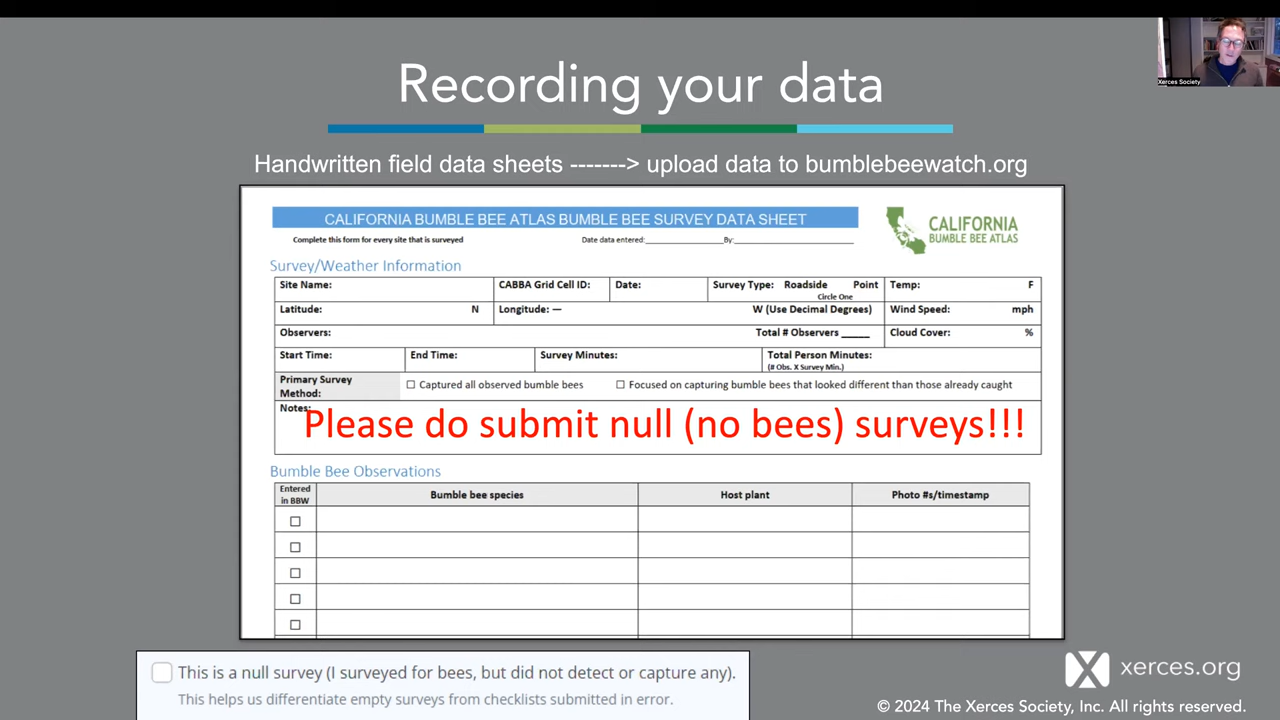 Xerces Society
Recording your data
Handwritten field data sheets -------> upload data to bumblebeewatch.org
CALIFORNIA BUMBLE BEE ATLAS BUMBLE BEE SURVEY DATA SHEET
CALIFORNIA
BUMBLE BEE ATLAS
Complete this form for every site that is surveyed Date data entered:____________________By:______________________________
Survey/Weather Information
Site Name: CABBA Grid Cell ID: Date: Survey Type: Roadside Point Temp: F
Circle One
Latitude: N Longitude: — W (Use Decimal Degrees) Wind Speed: mph
Observers: Total # Observers _____ Cloud Cover: %
Start Time: End Time: Survey Minutes: Total Person Minutes:
(# Obs. X Survey Min.)
Primary Survey
Method: ☐ Captured all observed bumble bees ☐ Focused on capturing bumble bees that looked different than those already caught
Notes:
Please do submit null (no bees) surveys!!!
Bumble Bee Observations
Entered
in BBW Bumble bee species Host plant Photo #s/timestamp
This is a null survey (I surveyed for bees, but did not detect or capture any).
This helps us differentiate empty surveys from checklists submitted in error.
xerces.org
© 2024 The Xerces Society, Inc. All rights reserved.